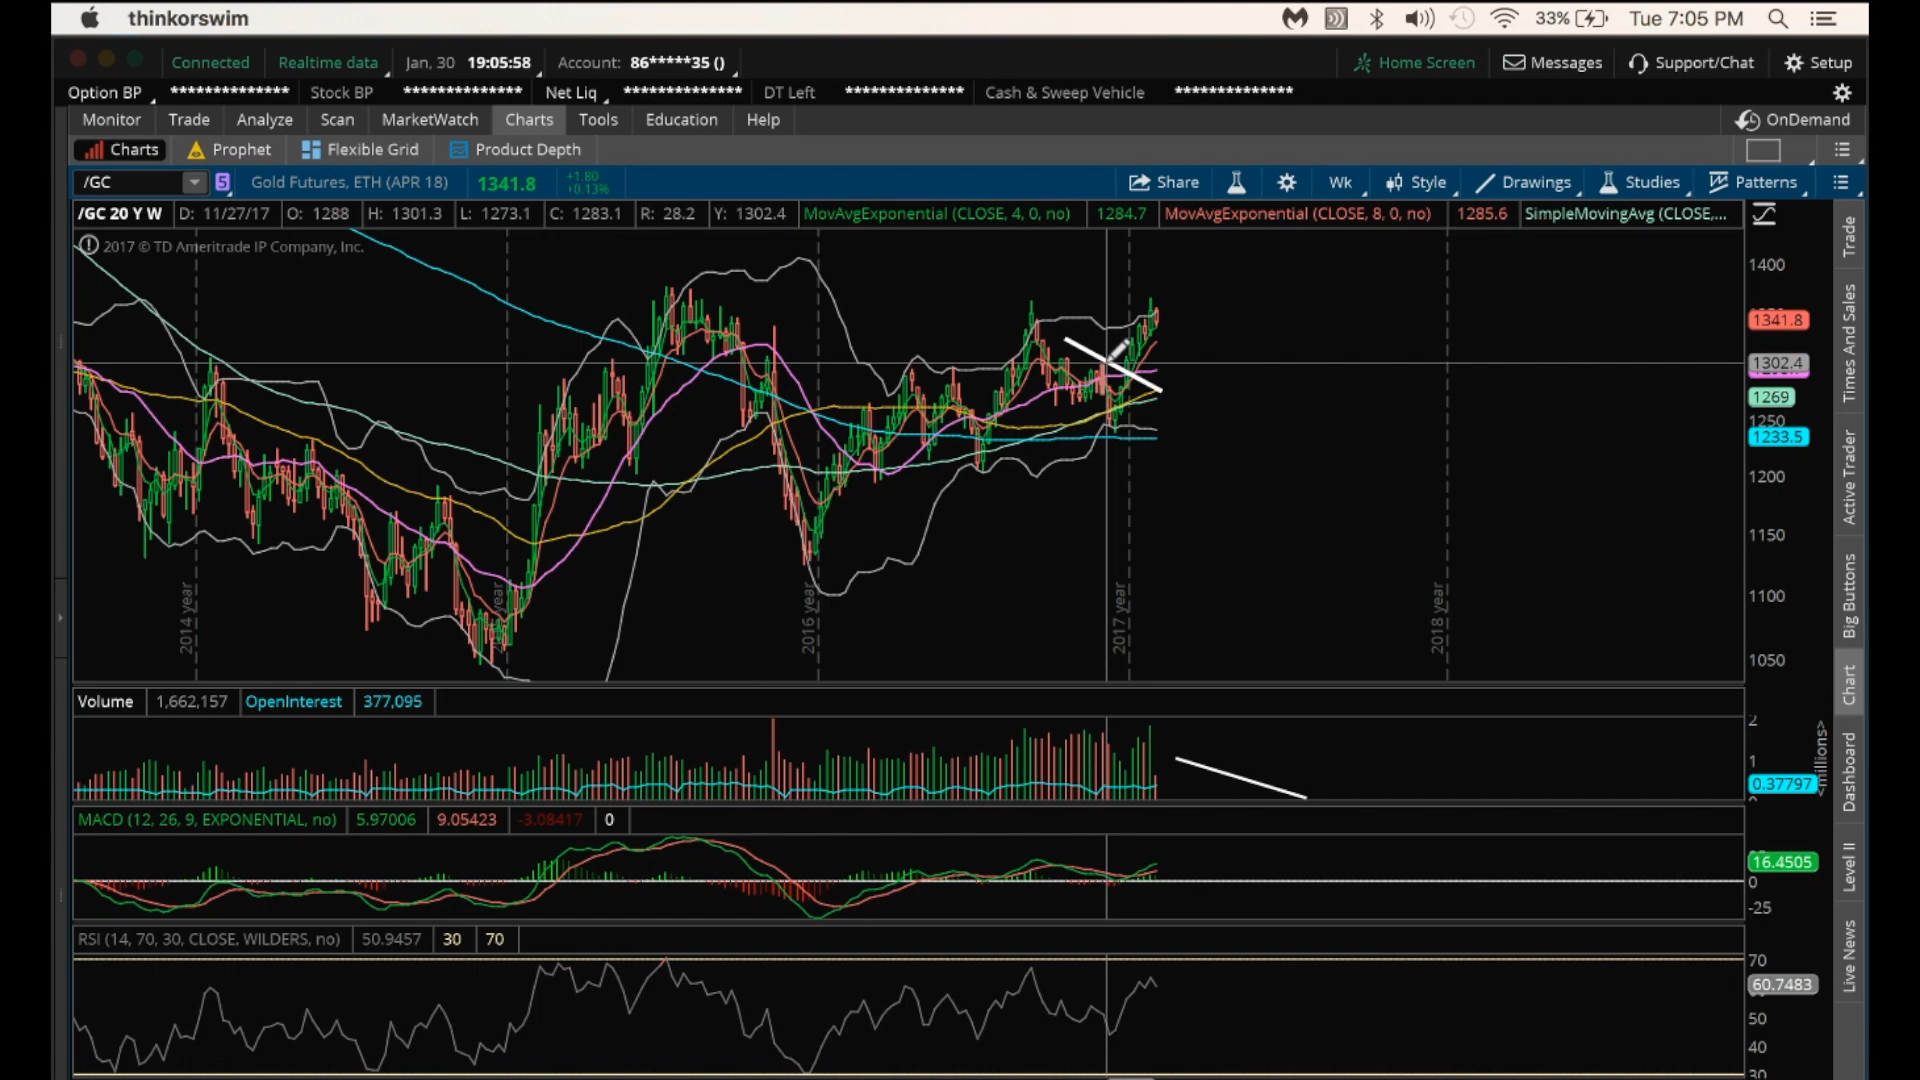 thinkorswim 33% Tue 7:05 PM
Connected Realtime data Jan, 30 19:05:58 Account: 86*****35 () Home Screen Messages Support/Chat Setup
Option BP ************** Stock BP ************** Net Liq ************** DT Left ************** Cash & Sweep Vehicle **************
Monitor Trade Analyze Scan MarketWatch Charts Tools Education Help OnDemand
Charts Prophet Flexible Grid Product Depth
/GC 5 Gold Futures, ETH (APR 18) 1341.8 +1.80 +0.13% Share Wk Style Drawings Studies Patterns
/GC 20 Y W D: 11/27/17 O: 1288 H: 1301.3 L: 1273.1 C: 1283.1 R: 28.2 Y: 1302.4 MovAvgExponential (CLOSE, 4, 0, no) 1284.7 MovAvgExponential (CLOSE, 8, 0, no) 1285.6 SimpleMovingAvg (CLOSE,...
2017 © TD Ameritrade IP Company, Inc.
1400
1341.8
1302.4
1269
1250
1233.5
1200
1150
1100
1050
2014 year
year
2016 year
2017 year
2018 year
Volume 1,662,157 OpenInterest 377,095
2
1
0.37797
<millions>
MACD (12, 26, 9, EXPONENTIAL, no) 5.97006 9.05423 -3.08417 0
16.4505
0
-25
RSI (14, 70, 30, CLOSE, WILDERS, no) 50.9457 30 70
70
60.7483
50
40
30
Trade
Times And Sales
Active Trader
Big Buttons
Chart
Dashboard
Level II
Live News